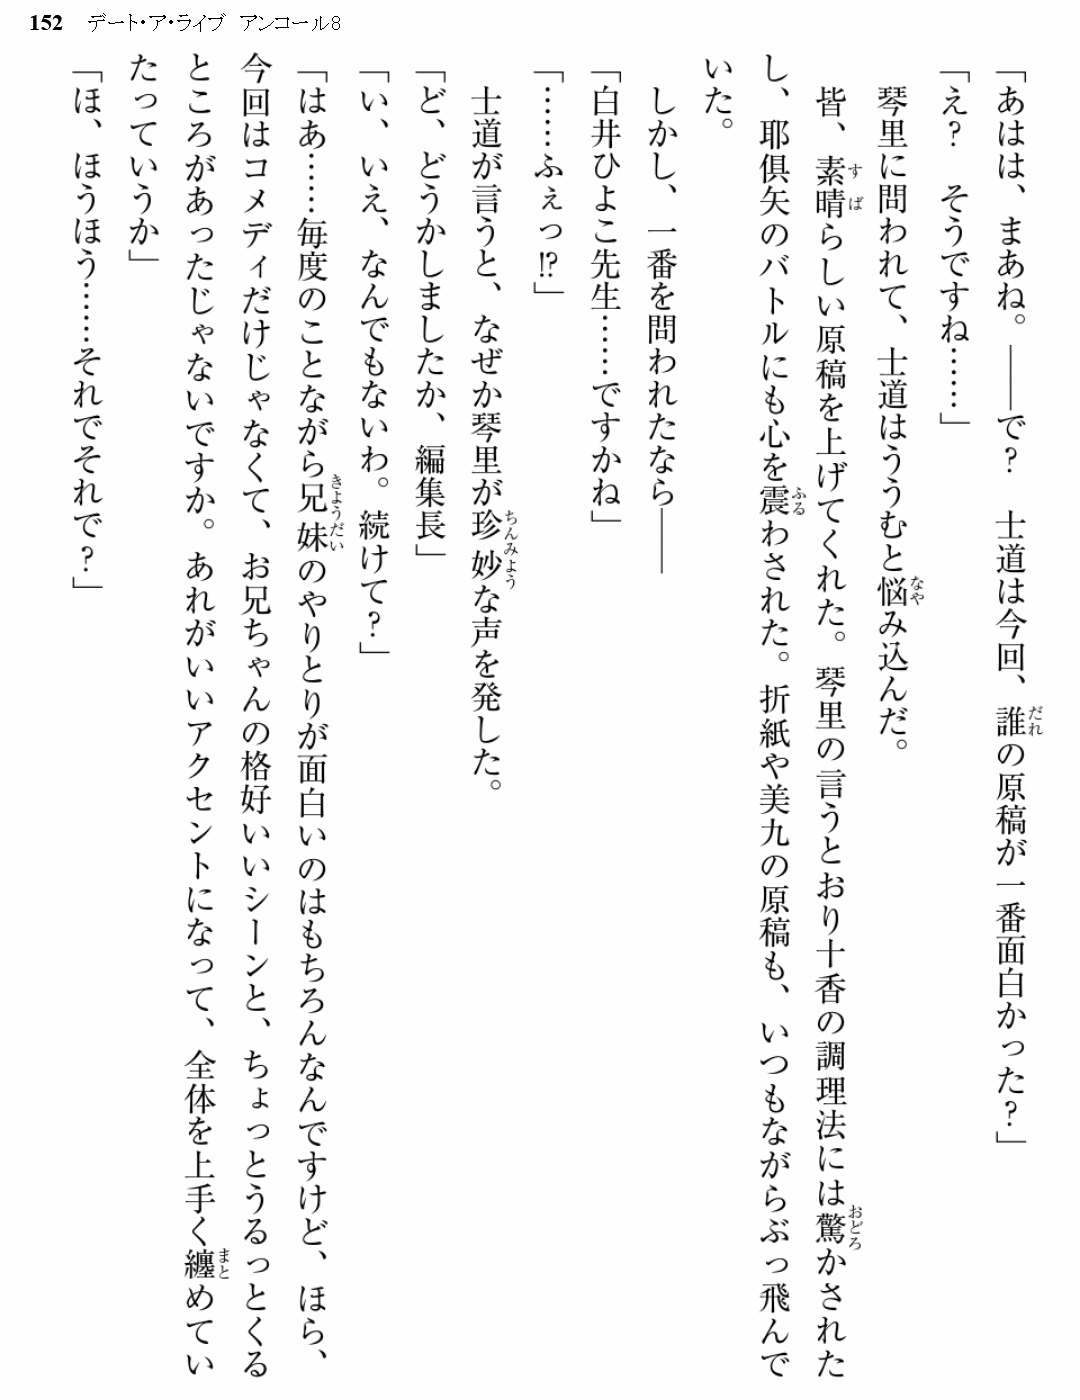 152 デート・ア・ライブ アンコール8
「あはは、まあね。――で？　士道は今回、誰の原稿が一番面白かった？」
「え？　そうですね……」
琴里に問われて、士道はううむと悩み込んだ。
皆、素晴らしい原稿を上げてくれた。琴里の言うとおり十香の調理法には驚かされた
し、耶倶矢のバトルにも心を震わされた。折紙や美九の原稿も、いつもながらぶっ飛んで
いた。
しかし、一番を問われたなら――
「白井ひよこ先生……ですかね」
「……ふぇっ!?」
士道が言うと、なぜか琴里が珍妙な声を発した。
「ど、どうかしましたか、編集長」
「い、いえ、なんでもないわ。続けて？」
「はあ……毎度のことながら兄妹のやりとりが面白いのはもちろんなんですけど、ほら、
今回はコメディだけじゃなくて、お兄ちゃんの格好いいシーンと、ちょっとうるっとくる
ところがあったじゃないですか。あれがいいアクセントになって、全体を上手く纏めてい
たっていうか」
「ほ、ほうほう……それでそれで？」